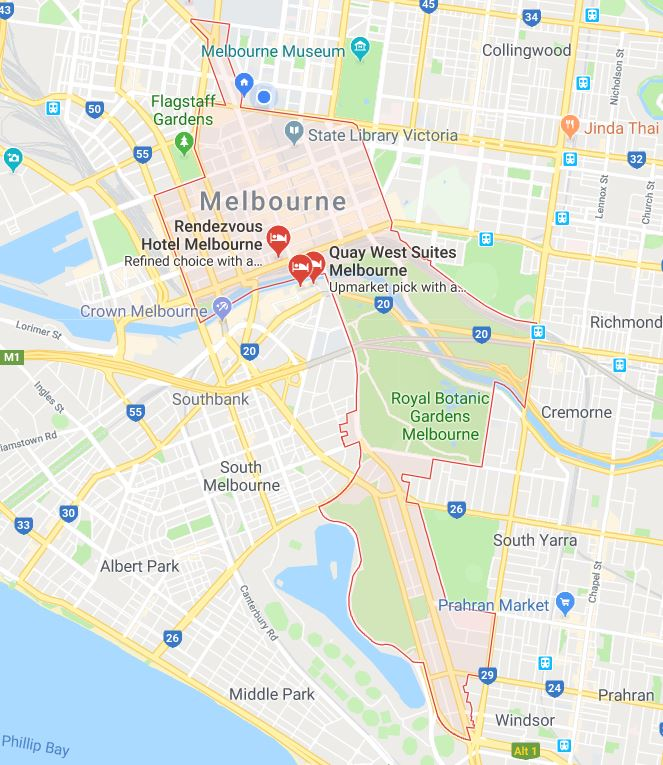 43
45
34
Melbourne Museum
Collingwood
Nicholson St
50
Flagstaff
Gardens
State Library Victoria
Jinda Thai
55
32
Lennox St
Church St
Melbourne
Rendezvous
Hotel Melbourne
Refined choice with a...
Quay West Suites
Melbourne
Upmarket pick with a...
Crown Melbourne
20
20
Richmond
Lorimer St
M1
20
Southbank
Ingles St
55
Royal Botanic
Gardens
Melbourne
Cremorne
iamstown Rd
South
Melbourne
30
33
26
South Yarra
Albert Park
Chapel St
Prahran Market
Canterbury Rd
26
29
24
Middle Park
Prahran
Windsor
Phillip Bay
Alt 1